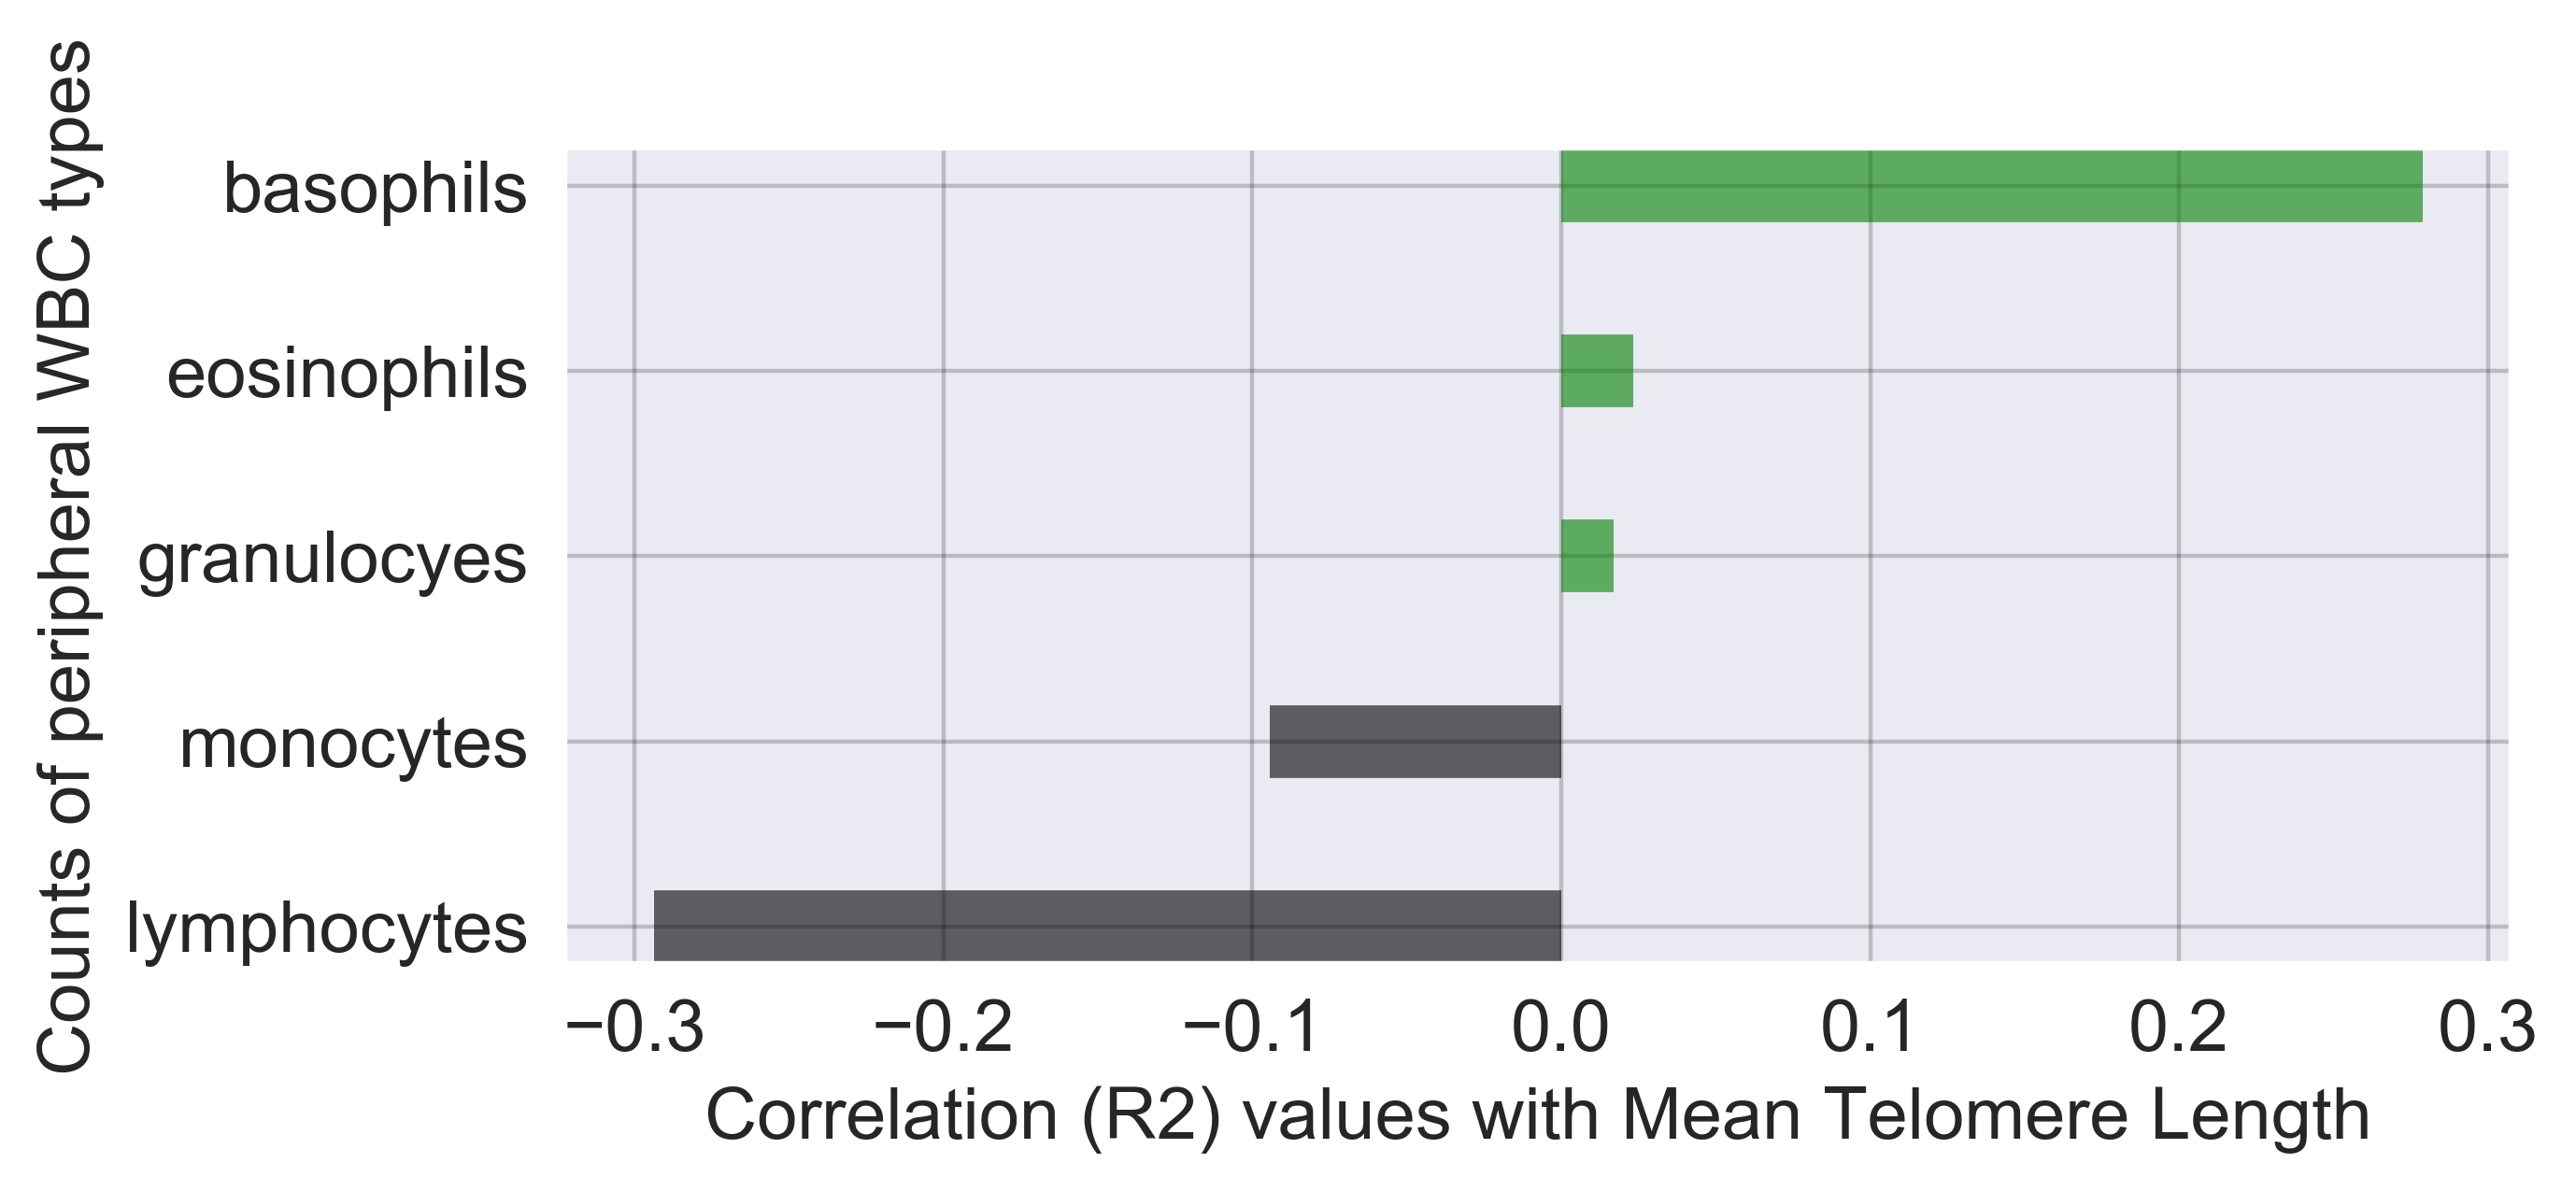 Counts of peripheral WBC types
basophils
eosinophils
granulocyes
monocytes
lymphocytes
−0.3 −0.2 −0.1 0.0 0.1 0.2 0.3
Correlation (R2) values with Mean Telomere Length